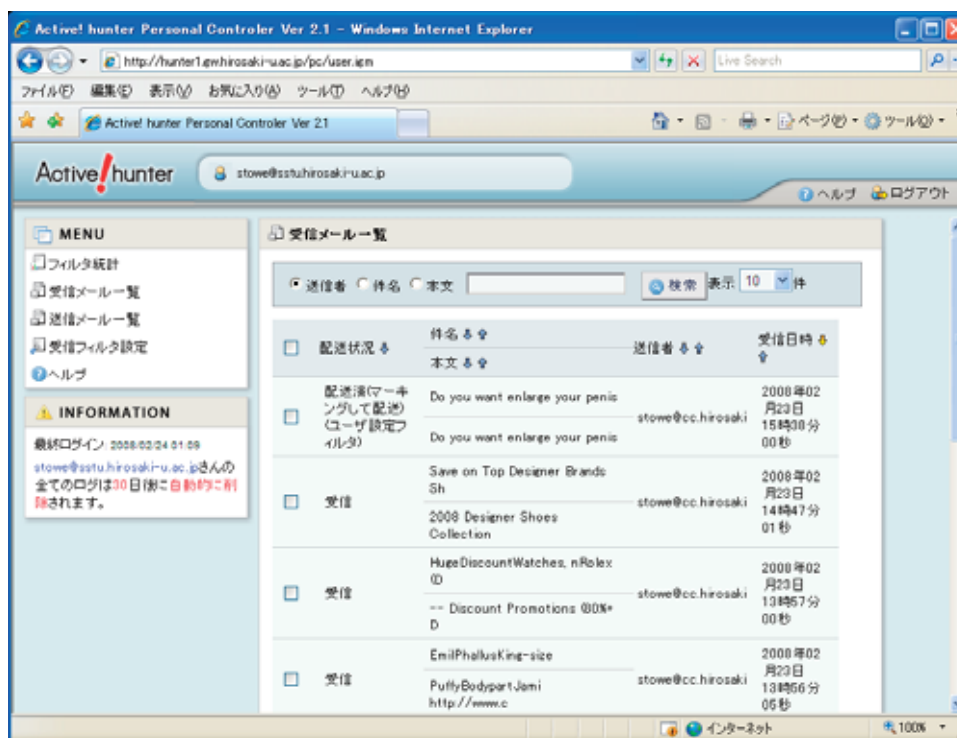 Active! hunter Personal Controler Ver 2.1 - Windows Internet Explorer
http://hunter1.gw.hirosaki-u.ac.jp/pc/user.igm
Live Search
ファイル(F) 編集(E) 表示(V) お気に入り(A) ツール(T) ヘルプ(H)
Active! hunter Personal Controler Ver 2.1
ページ(P) ツール(O)
Active!hunter
stowe@sstu.hirosaki-u.ac.jp
ヘルプ ログアウト
MENU
フィルタ統計
受信メール一覧
送信メール一覧
受信フィルタ設定
ヘルプ
INFORMATION
最終ログイン: 2008/02/24 01:09
stowe@sstu.hirosaki-u.ac.jpさんの
全てのログは30日後に自動的に削
除されます。
受信メール一覧
送信者 件名 本文 検索 表示 10 件
配送状況 件名 本文 送信者 受信日時
配送済(マーキ
ングして配送)
(ユーザ設定フ
ィルタ)
Do you want enlarge your penis
Do you want enlarge your penis
stowe@cc.hirosaki
2008年02
月23日
15時38分
00秒
受信
Save on Top Designer Brands
Sh
2008 Designer Shoes
Collection
stowe@cc.hirosaki
2008年02
月23日
14時47分
01秒
受信
HugeDiscountWatches, nRolex
-- Discount Promotions
D
stowe@cc.hirosaki
2008年02
月23日
13時57分
00秒
受信
EmilPhallusKing-size
PuffyBodypartJami
http://www.c
stowe@cc.hirosaki
2008年02
月23日
13時56分
05秒
インターネット
100%